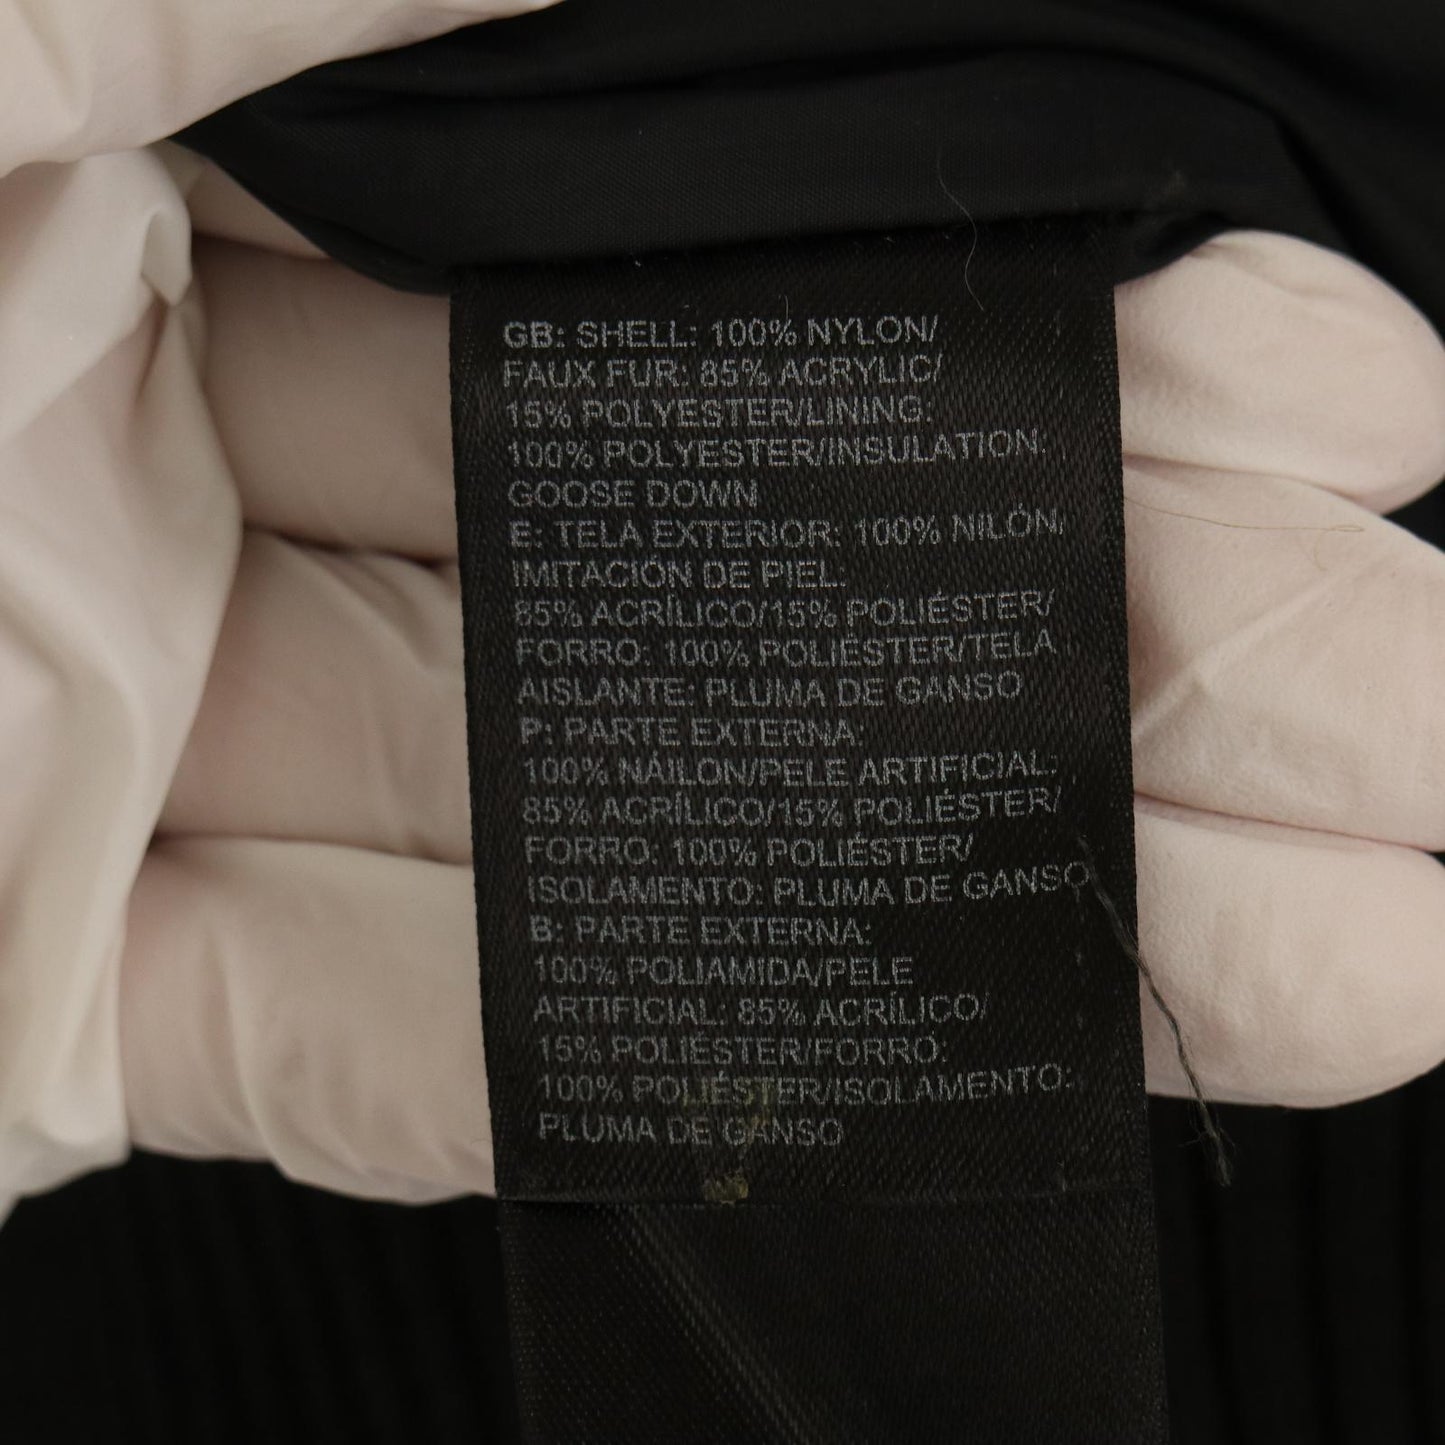 GB: SHELL: 100% NYLON/
FAUX FUR: 85% ACRYLIC/
15% POLYESTER/LINING:
100% POLYESTER/INSULATION:
GOOSE DOWN
E: TELA EXTERIOR: 100% NILÓN,
IMITACIÓN DE PIEL.
85% ACRÍLICO/15% POLIÉSTER/
FORRO: 100% POLIÉSTER/TELA
AISLANTE: PLUMA DE GANSO
P: PARTE EXTERNA:
100% NÁILON/PELE ARTIFICIAL:
85% ACRÍLICO/15% POLIÉSTER/
FORRO: 100% POLIÉSTER/
ISOLAMENTO: PLUMA DE GANSO
B: PARTE EXTERNA:
100% POLIAMIDA/PELE
ARTIFICIAL: 85% ACRÍLICO/
15% POLIÉSTER/FORRO:
100% POLIÉSTER/ISOLAMENTO:
PLUMA DE GANSO